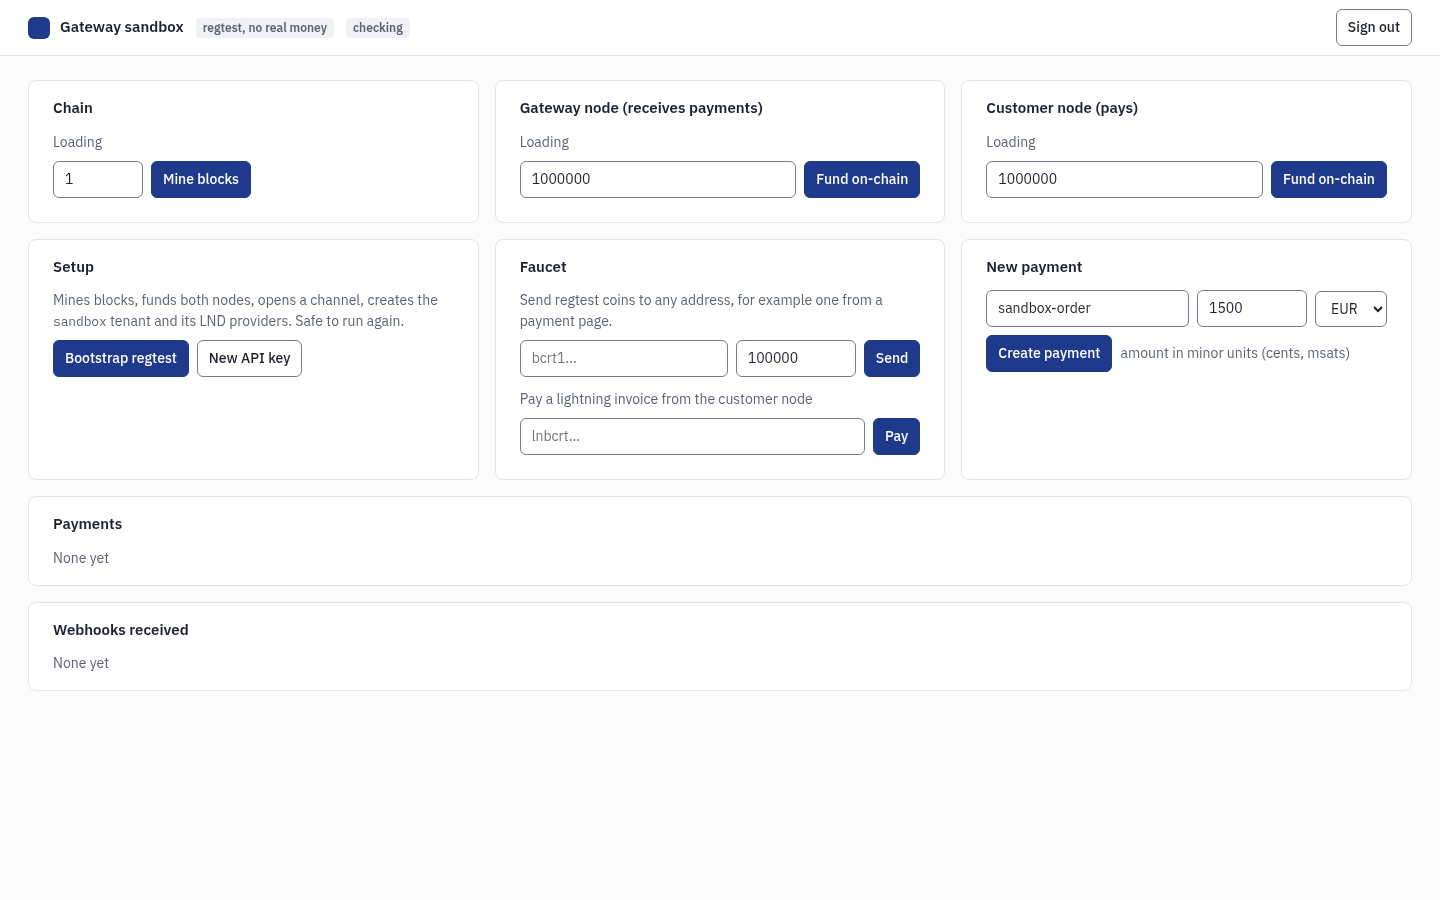 Gateway sandbox
regtest, no real money
checking
Sign out
Chain
Loading
1
Mine blocks
Gateway node (receives payments)
Loading
1000000
Fund on-chain
Customer node (pays)
Loading
1000000
Fund on-chain
Setup
Mines blocks, funds both nodes, opens a channel, creates the
sandbox tenant and its LND providers. Safe to run again.
Bootstrap regtest
New API key
Faucet
Send regtest coins to any address, for example one from a
payment page.
bcrt1...
100000
Send
Pay a lightning invoice from the customer node
lnbcrt...
Pay
New payment
sandbox-order
1500
EUR
Create payment
amount in minor units (cents, msats)
Payments
None yet
Webhooks received
None yet